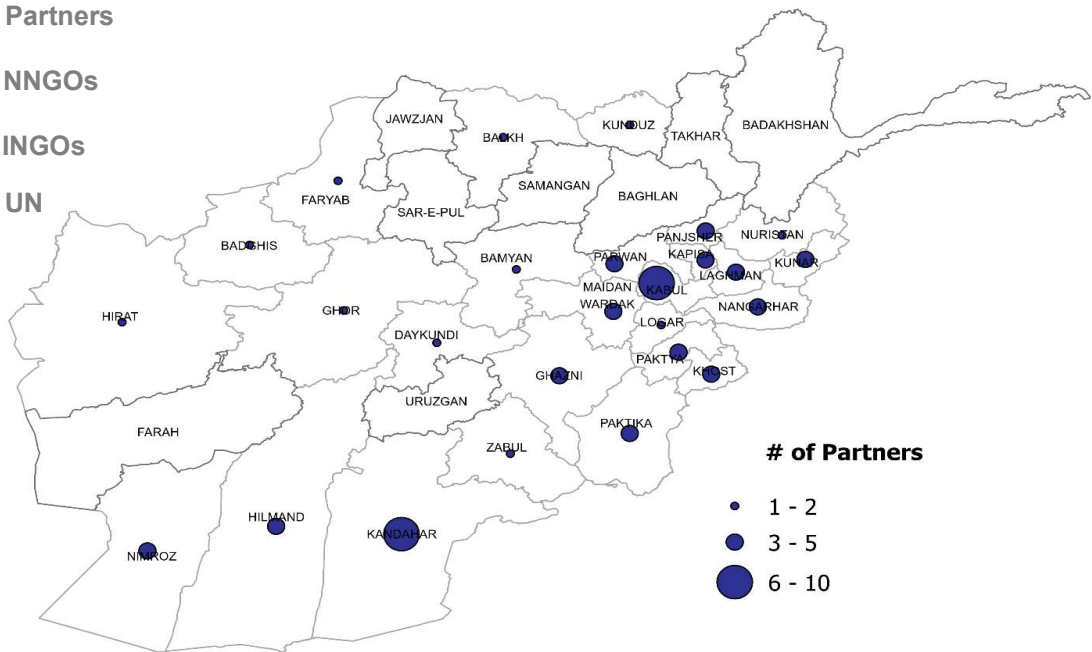 Partners
NNGOs
INGOs
UN
JAWZJAN
BALKH
KUNDUZ
TAKHAR
BADAKHSHAN
FARYAB
SAR-E-PUL
SAMANGAN
BAGHLAN
BADGHIS
BAMYAN
PANJSHER
NURISTAN
PARWAN
KAPISA
KUNAR
LAGHMAN
MAIDAN
WARDAK
KABUL
NANGARHAR
HIRAT
GHOR
DAYKUNDI
LOGAR
PAKTYA
KHOST
GHAZNI
URUZGAN
PAKTIKA
FARAH
ZABUL
HILMAND
KANDAHAR
NIMROZ
# of Partners
1 - 2
3 - 5
6 - 10